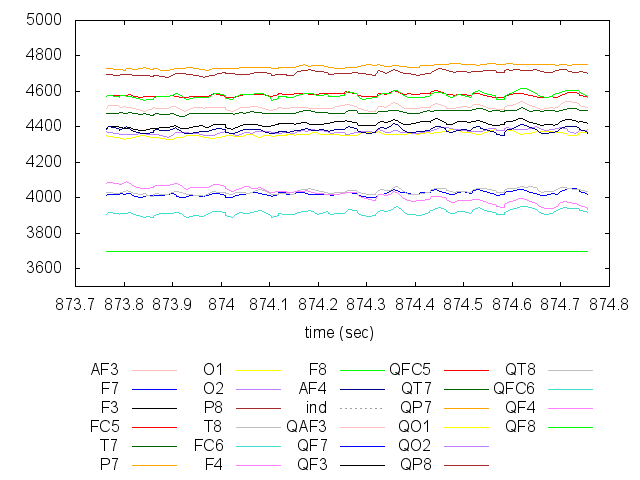 5000
4800
4600
4400
4200
4000
3800
3600
873.7 873.8 873.9 874 874.1 874.2 874.3 874.4 874.5 874.6 874.7 874.8
time (sec)
AF3 O1 F8 QFC5 QT8
F7 O2 AF4 QT7 QFC6
F3 P8 ind QP7 QF4
FC5 T8 QAF3 QO1 QF8
T7 FC6 QF7 QO2
P7 F4 QF3 QP8